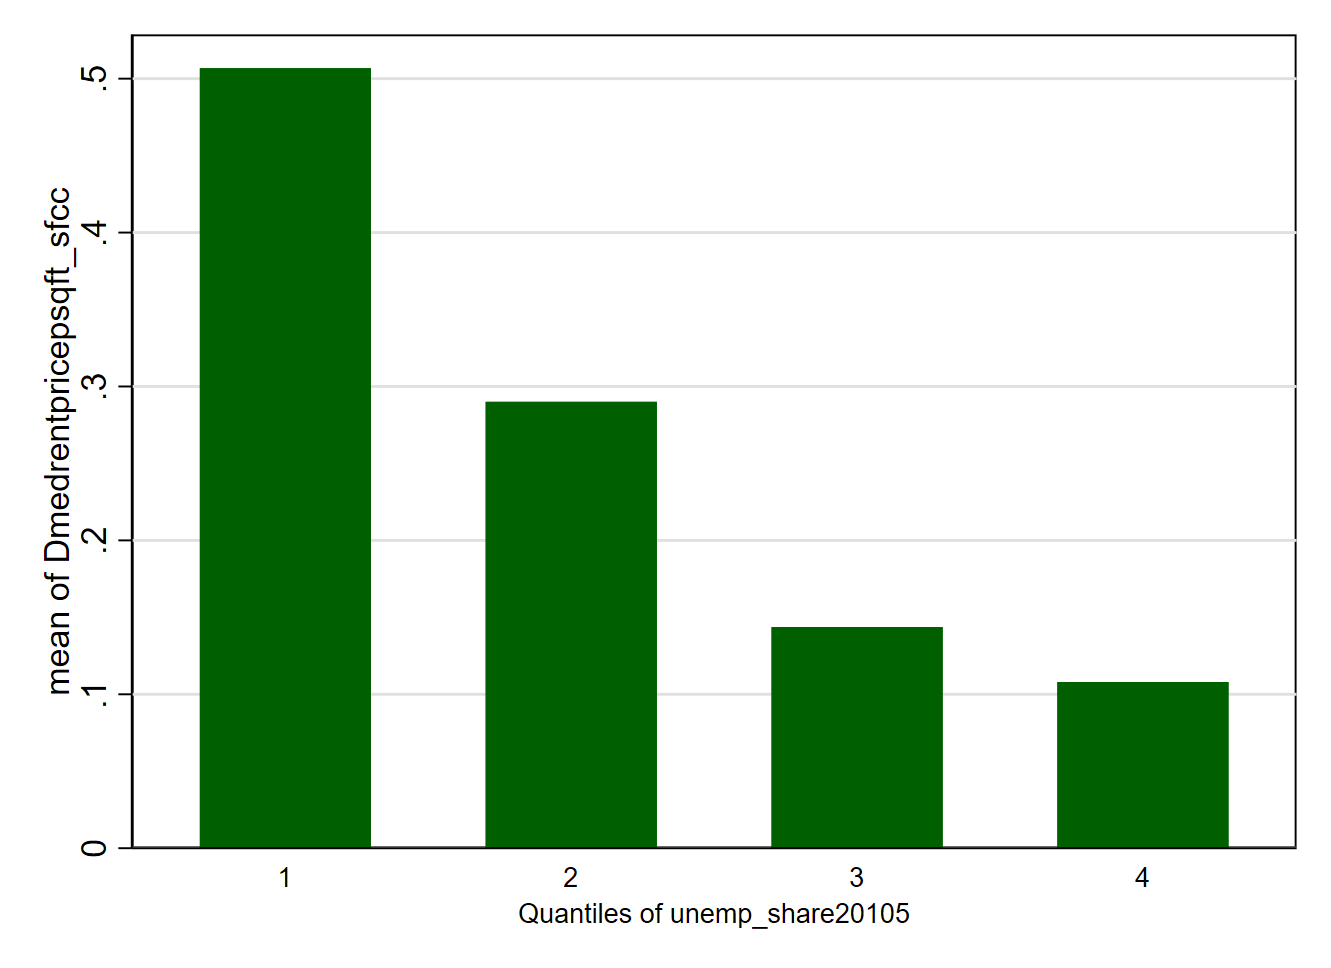 mean of Dmedrentpricepsqft_sfcc
.5
.4
.3
.2
.1
0
1 2 3 4
Quantiles of unemp_share20105